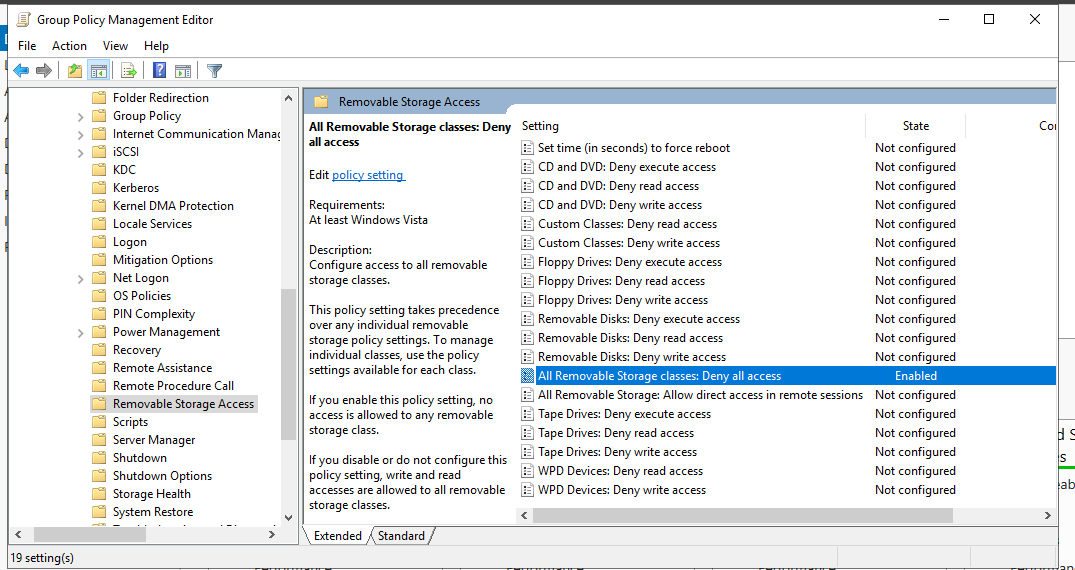 Group Policy Management Editor
File Action View Help
Folder Redirection
Group Policy
Internet Communication Manag
iSCSI
KDC
Kerberos
Kernel DMA Protection
Locale Services
Logon
Mitigation Options
Net Logon
OS Policies
PIN Complexity
Power Management
Recovery
Remote Assistance
Remote Procedure Call
Removable Storage Access
Scripts
Server Manager
Shutdown
Shutdown Options
Storage Health
System Restore
Removable Storage Access
All Removable Storage classes: Deny
all access
Edit policy setting
Requirements:
At least Windows Vista
Description:
Configure access to all removable
storage classes.
This policy setting takes precedence
over any individual removable
storage policy settings. To manage
individual classes, use the policy
settings available for each class.
If you enable this policy setting, no
access is allowed to any removable
storage class.
If you disable or do not configure this
policy setting, write and read
accesses are allowed to all removable
storage classes.
Setting State Co
Set time (in seconds) to force reboot Not configured
CD and DVD: Deny execute access Not configured
CD and DVD: Deny read access Not configured
CD and DVD: Deny write access Not configured
Custom Classes: Deny read access Not configured
Custom Classes: Deny write access Not configured
Floppy Drives: Deny execute access Not configured
Floppy Drives: Deny read access Not configured
Floppy Drives: Deny write access Not configured
Removable Disks: Deny execute access Not configured
Removable Disks: Deny read access Not configured
Removable Disks: Deny write access Not configured
All Removable Storage classes: Deny all access Enabled
All Removable Storage: Allow direct access in remote sessions Not configured
Tape Drives: Deny execute access Not configured
Tape Drives: Deny read access Not configured
Tape Drives: Deny write access Not configured
WPD Devices: Deny read access Not configured
WPD Devices: Deny write access Not configured
Extended Standard
19 setting(s)